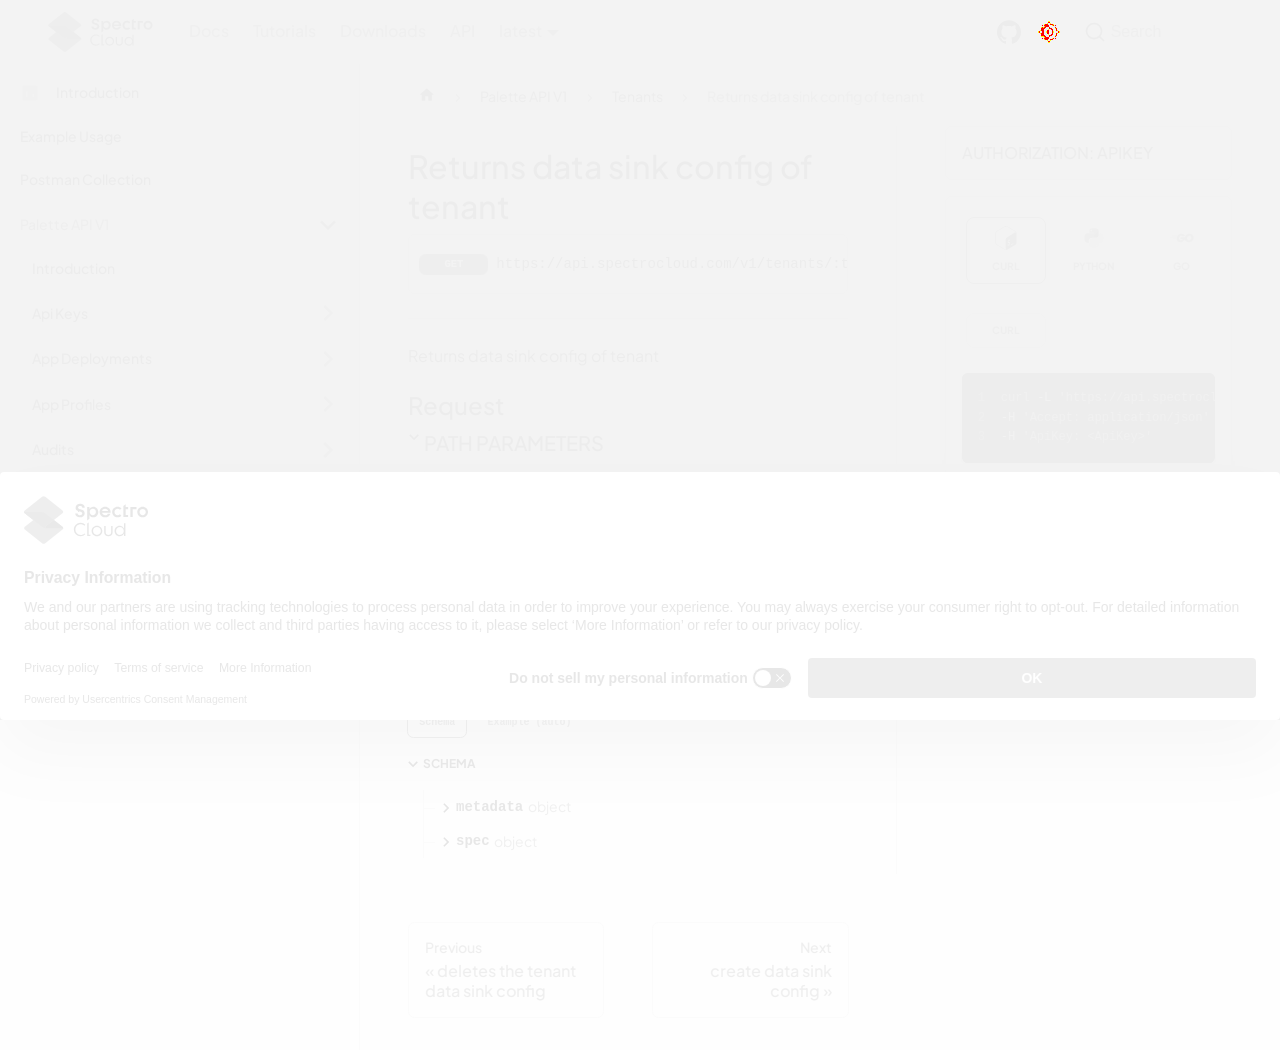 Spectro
Cloud
Docs Tutorials Downloads API latest
Search
Introduction
Example Usage
Postman Collection
Palette API V1
Introduction
Api Keys
App Deployments
App Profiles
Audits
Palette API V1
Tenants
Returns data sink config of tenant
Returns data sink config of
tenant
GET https://api.spectrocloud.com/v1/tenants/:t
Returns data sink config of tenant
Request
PATH PARAMETERS
AUTHORIZATION: APIKEY
CURL PYTHON GO
CURL
Spectro
Cloud
Privacy Information
We and our partners are using tracking technologies to process personal data in order to improve your experience. You may always exercise your consumer right to opt-out. For detailed information
about personal information we collect and third parties having access to it, please select ‘More Information’ or refer to our privacy policy.
Privacy policy Terms of service More Information
Do not sell my personal information
OK
Powered by Usercentrics Consent Management
Schema Example (auto)
SCHEMA
metadata object
spec object
Previous
« deletes the tenant
data sink config
Next
create data sink
config »